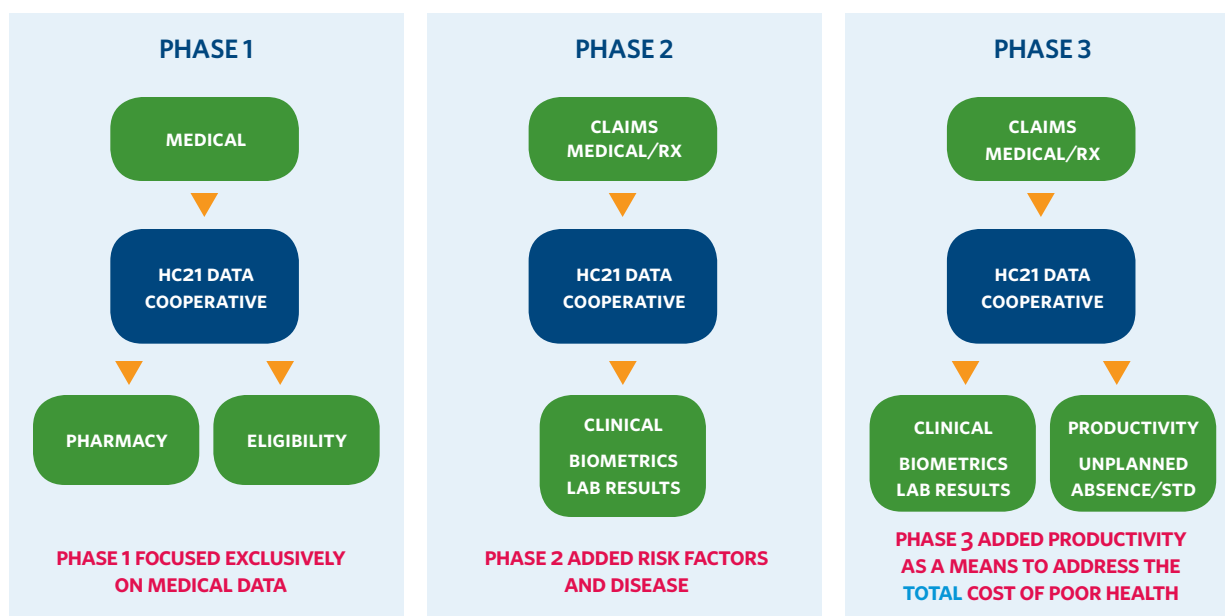 PHASE 1
MEDICAL
HC21 DATA
COOPERATIVE
PHARMACY
ELIGIBILITY
PHASE 1 FOCUSED EXCLUSIVELY
ON MEDICAL DATA
PHASE 2
CLAIMS
MEDICAL/RX
HC21 DATA
COOPERATIVE
CLINICAL
BIOMETRICS
LAB RESULTS
PHASE 2 ADDED RISK FACTORS
AND DISEASE
PHASE 3
CLAIMS
MEDICAL/RX
HC21 DATA
COOPERATIVE
CLINICAL
BIOMETRICS
LAB RESULTS
PRODUCTIVITY
UNPLANNED
ABSENCE/STD
PHASE 3 ADDED PRODUCTIVITY
AS A MEANS TO ADDRESS THE
TOTAL COST OF POOR HEALTH